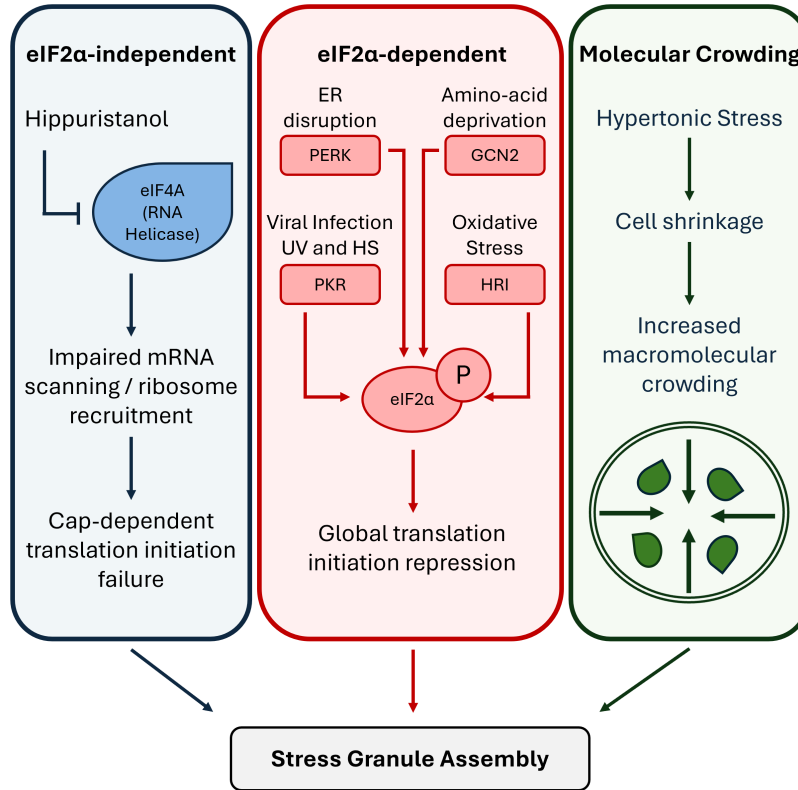 eIF2α-independent
Hippuristanol
eIF4A
(RNA
Helicase)
Impaired mRNA
scanning / ribosome
recruitment
Cap-dependent
translation initiation
failure
eIF2α-dependent
ER
disruption
PERK
Amino-acid
deprivation
GCN2
Viral Infection
UV and HS
PKR
Oxidative
Stress
HRI
P
eIF2α
Global translation
initiation repression
Molecular Crowding
Hypertonic Stress
Cell shrinkage
Increased
macromolecular
crowding
Stress Granule Assembly